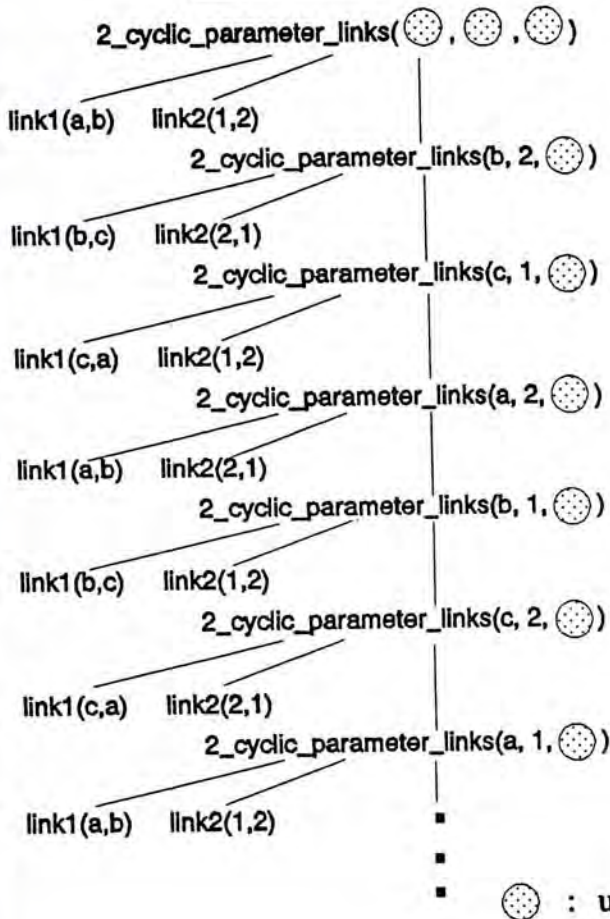 2_cyclic_parameter_links( , , )
link1(a,b) link2(1,2)
2_cyclic_parameter_links(b, 2, )
link1(b,c) link2(2,1)
2_cyclic_parameter_links(c, 1, )
link1(c,a) link2(1,2)
2_cyclic_parameter_links(a, 2, )
link1(a,b) link2(2,1)
2_cyclic_parameter_links(b, 1, )
link1(b,c) link2(1,2)
2_cyclic_parameter_links(c, 2, )
link1(c,a) link2(2,1)
2_cyclic_parameter_links(a, 1, )
link1(a,b) link2(1,2)
: